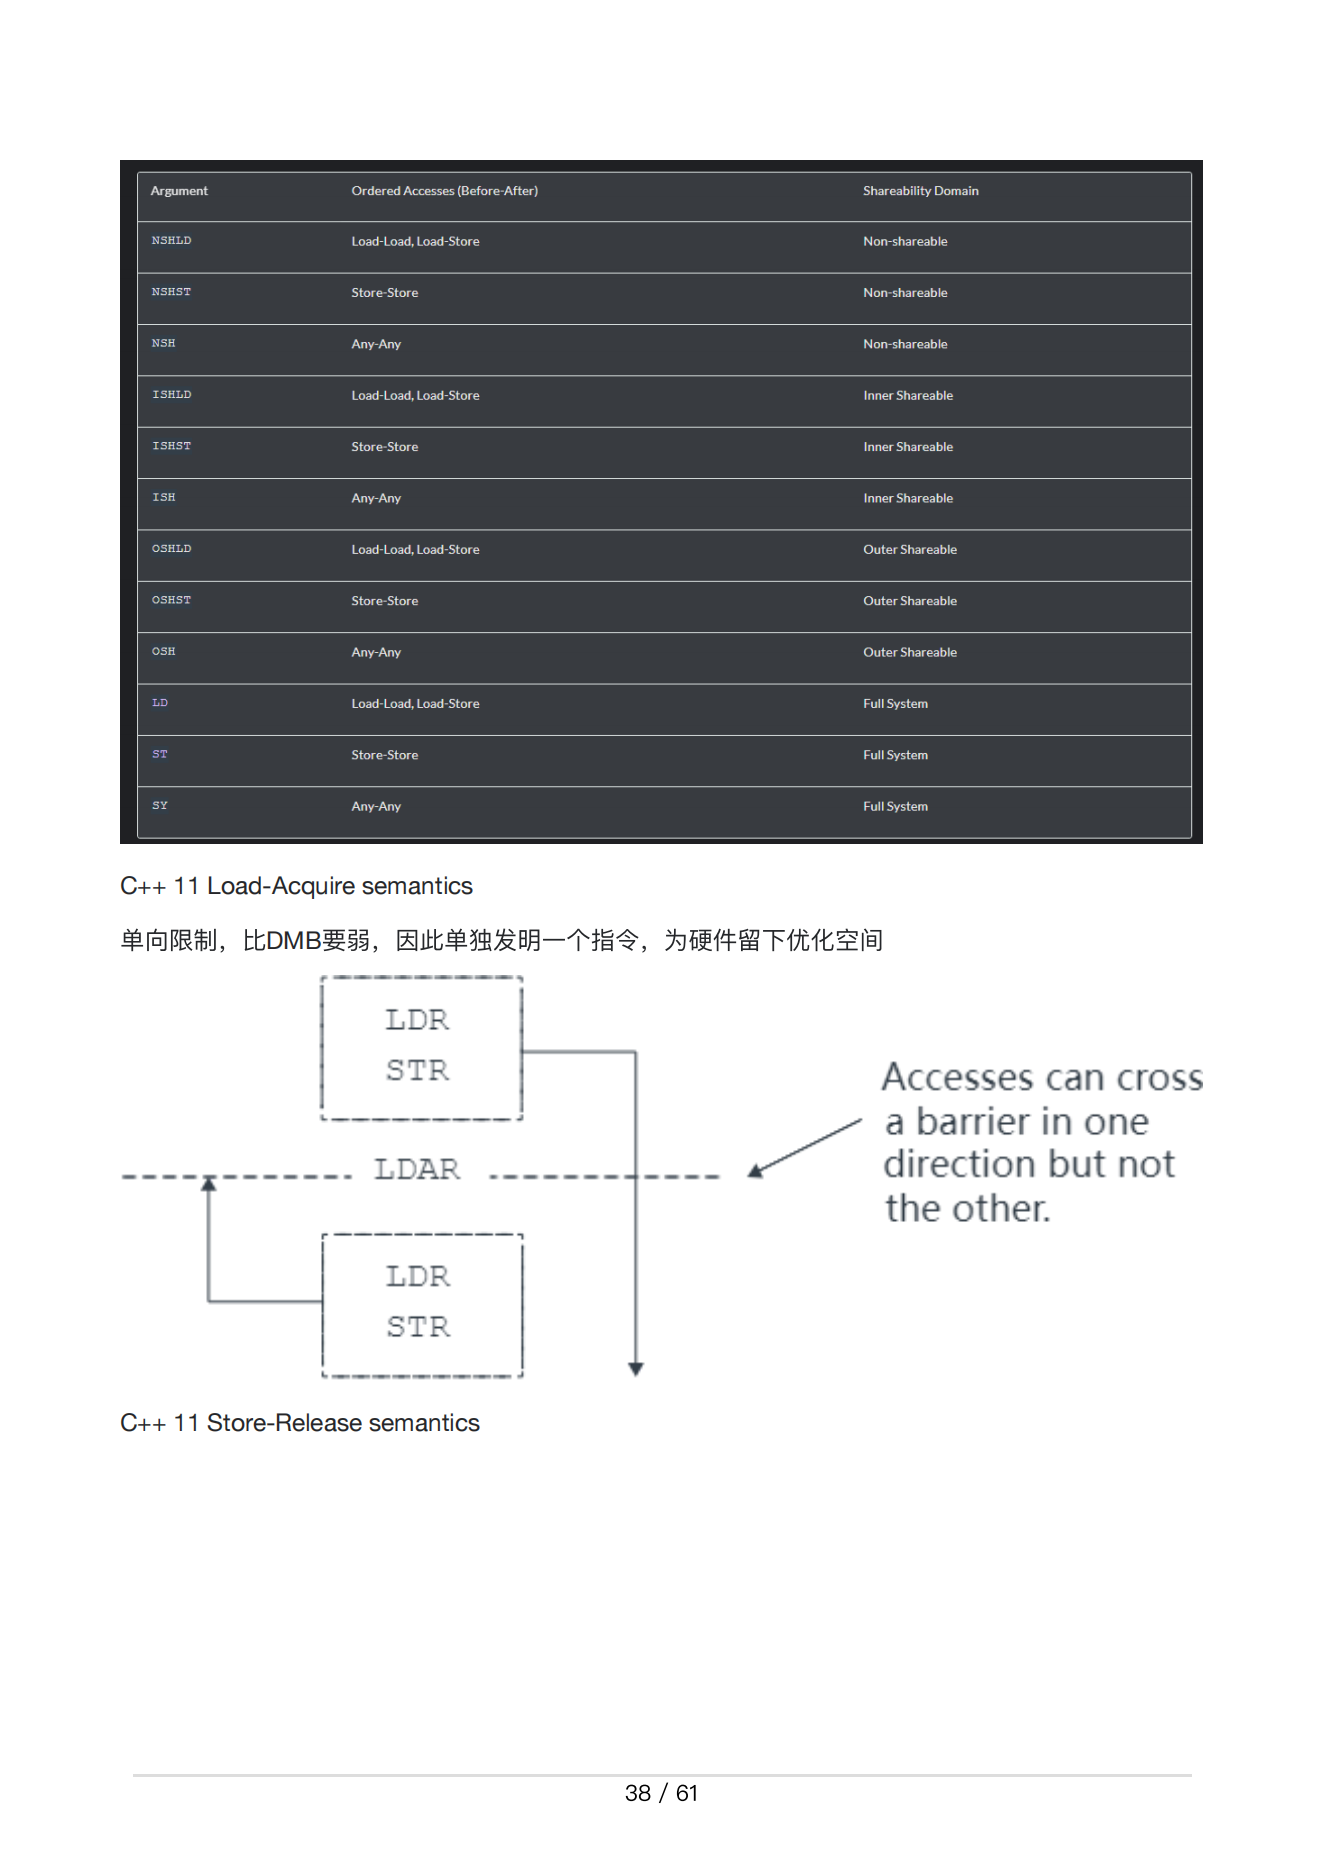 Argument Ordered Accesses (Before-After) Shareability Domain
NSHLD Load-Load, Load-Store Non-shareable
NSHST Store-Store Non-shareable
NSH Any-Any Non-shareable
ISHLD Load-Load, Load-Store Inner Shareable
ISHST Store-Store Inner Shareable
ISH Any-Any Inner Shareable
OSHLD Load-Load, Load-Store Outer Shareable
OSHST Store-Store Outer Shareable
OSH Any-Any Outer Shareable
LD Load-Load, Load-Store Full System
ST Store-Store Full System
SY Any-Any Full System
C++ 11 Load-Acquire semantics
单向限制，比DMB要弱，因此单独发明一个指令，为硬件留下优化空间
LDR
STR
LDAR
LDR
STR
Accesses can cross
a barrier in one
direction but not
the other.
C++ 11 Store-Release semantics
38 / 61